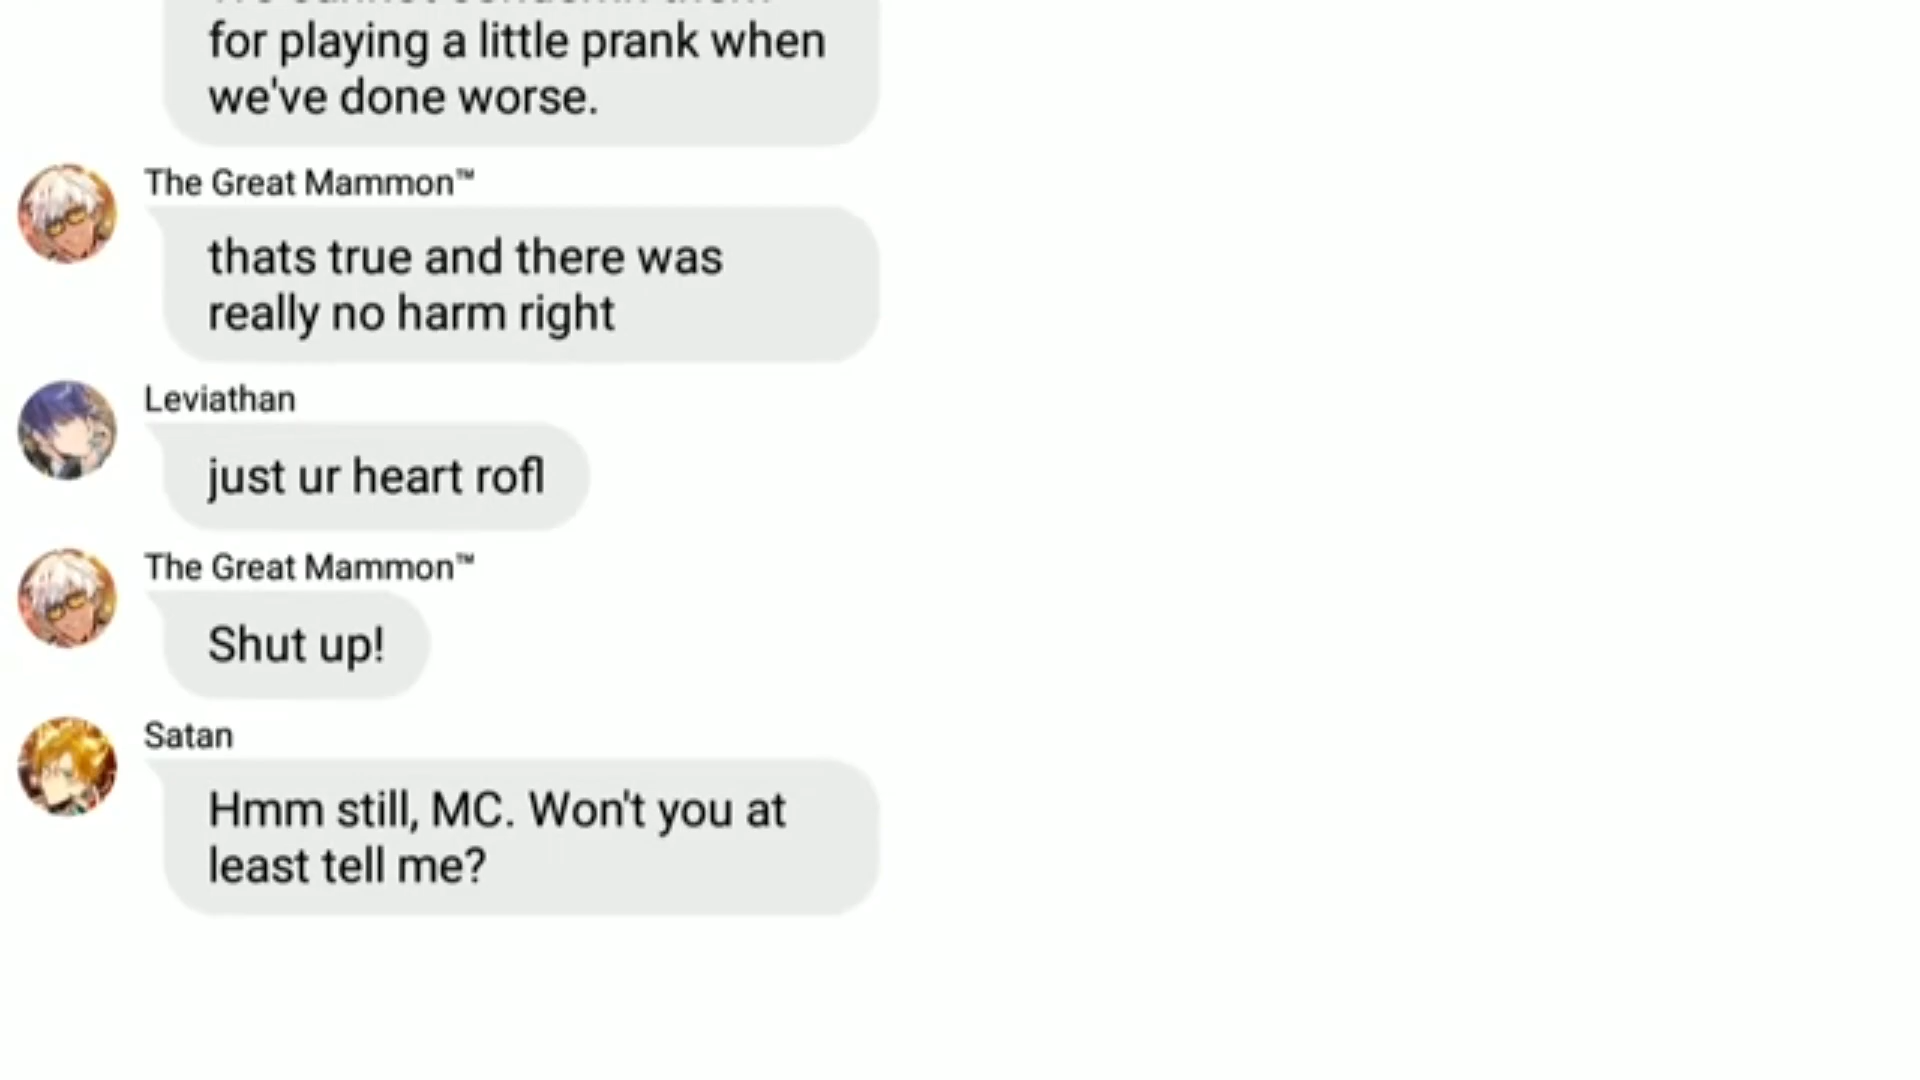 for playing a little prank when
we've done worse.
The Great Mammon™
thats true and there was
really no harm right
Leviathan
just ur heart rofl
The Great Mammon™
Shut up!
Satan
Hmm still, MC. Won't you at
least tell me?